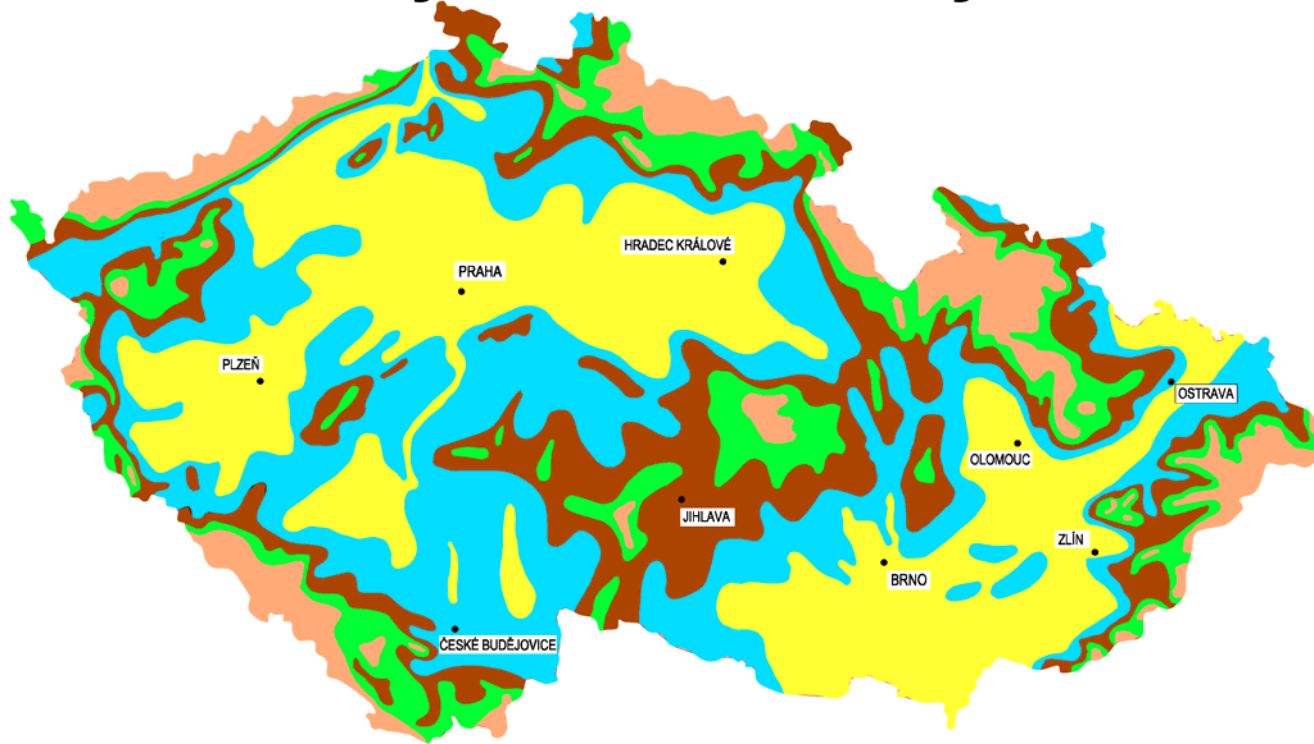 HRADEC KRÁLOVÉ
PRAHA
PLZEŇ
OSTRAVA
OLOMOUC
JIHLAVA
ZLÍN
BRNO
ČESKÉ BUDĚJOVICE